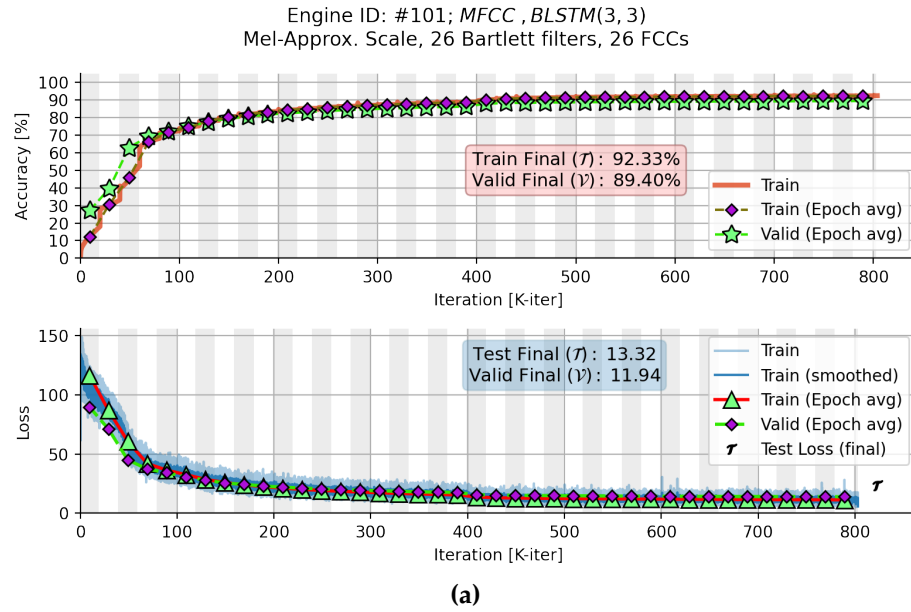 Engine ID: #101; MFCC , BLSTM(3, 3)
Mel-Approx. Scale, 26 Bartlett filters, 26 FCCs
Accuracy [%]
100
90
80
70
60
50
40
30
20
10
0
Train Final (𝒯): 92.33%
Valid Final (𝒱): 89.40%
Train
Train (Epoch avg)
Valid (Epoch avg)
0 100 200 300 400 500 600 700 800
Iteration [K-iter]
Loss
150
100
50
0
Test Final (𝒯): 13.32
Valid Final (𝒱): 11.94
Train
Train (smoothed)
Train (Epoch avg)
Valid (Epoch avg)
𝒯 Test Loss (final)
𝒯
0 100 200 300 400 500 600 700 800
Iteration [K-iter]
(a)